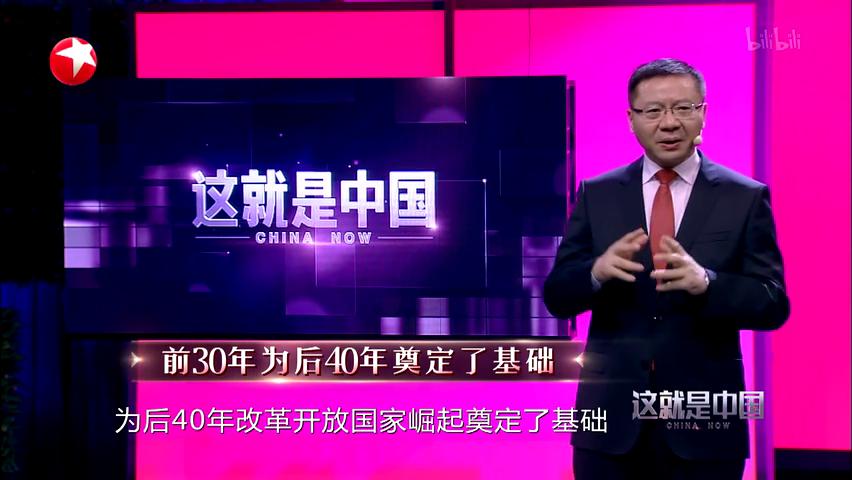 bilibili
这就是中国
CHINA NOW
前30年为后40年奠定了基础
为后40年改革开放国家崛起奠定了基础
这就是中国
CHINA NOW